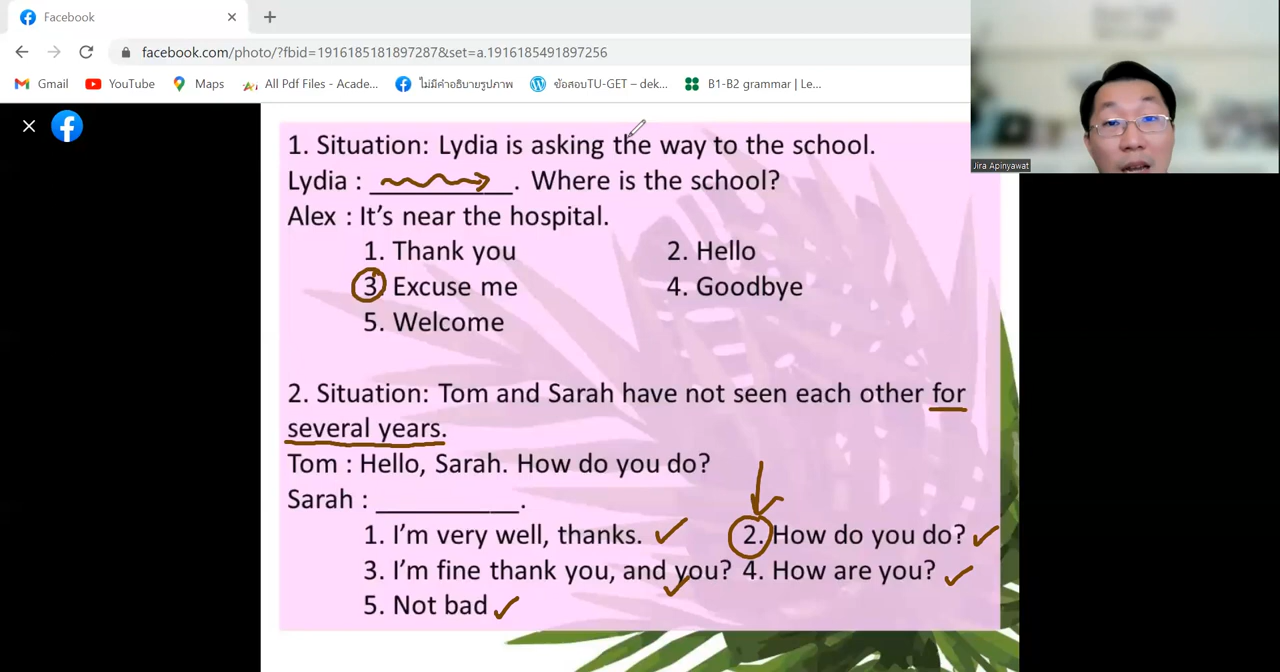 Facebook
facebook.com/photo/?fbid=1916185181897287&set=a.1916185491897256
Gmail YouTube Maps All Pdf Files - Acade... ไม่มีคำอธิบายรูปภาพ ข้อสอบTU-GET – dek... B1-B2 grammar | Le...
Jira Apinyawat
1. Situation: Lydia is asking the way to the school.
Lydia : __________. Where is the school?
Alex : It’s near the hospital.
1. Thank you 2. Hello
3. Excuse me 4. Goodbye
5. Welcome
2. Situation: Tom and Sarah have not seen each other for
several years.
Tom : Hello, Sarah. How do you do?
Sarah : __________.
1. I’m very well, thanks. 2. How do you do?
3. I’m fine thank you, and you? 4. How are you?
5. Not bad